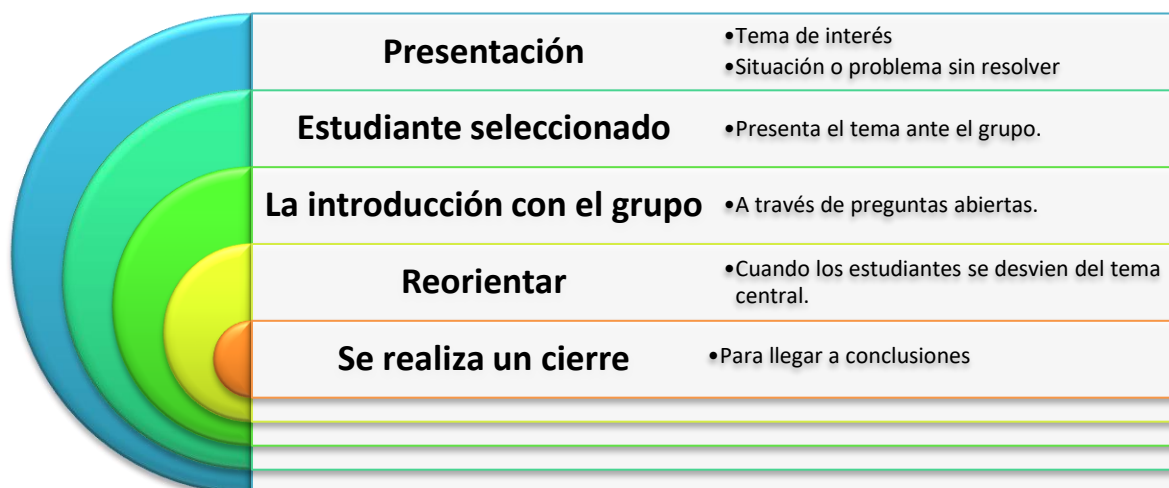 Presentación
•Tema de interés
•Situación o problema sin resolver
Estudiante seleccionado
•Presenta el tema ante el grupo.
La introducción con el grupo
•A través de preguntas abiertas.
Reorientar
•Cuando los estudiantes se desvien del tema
central.
Se realiza un cierre
•Para llegar a conclusiones